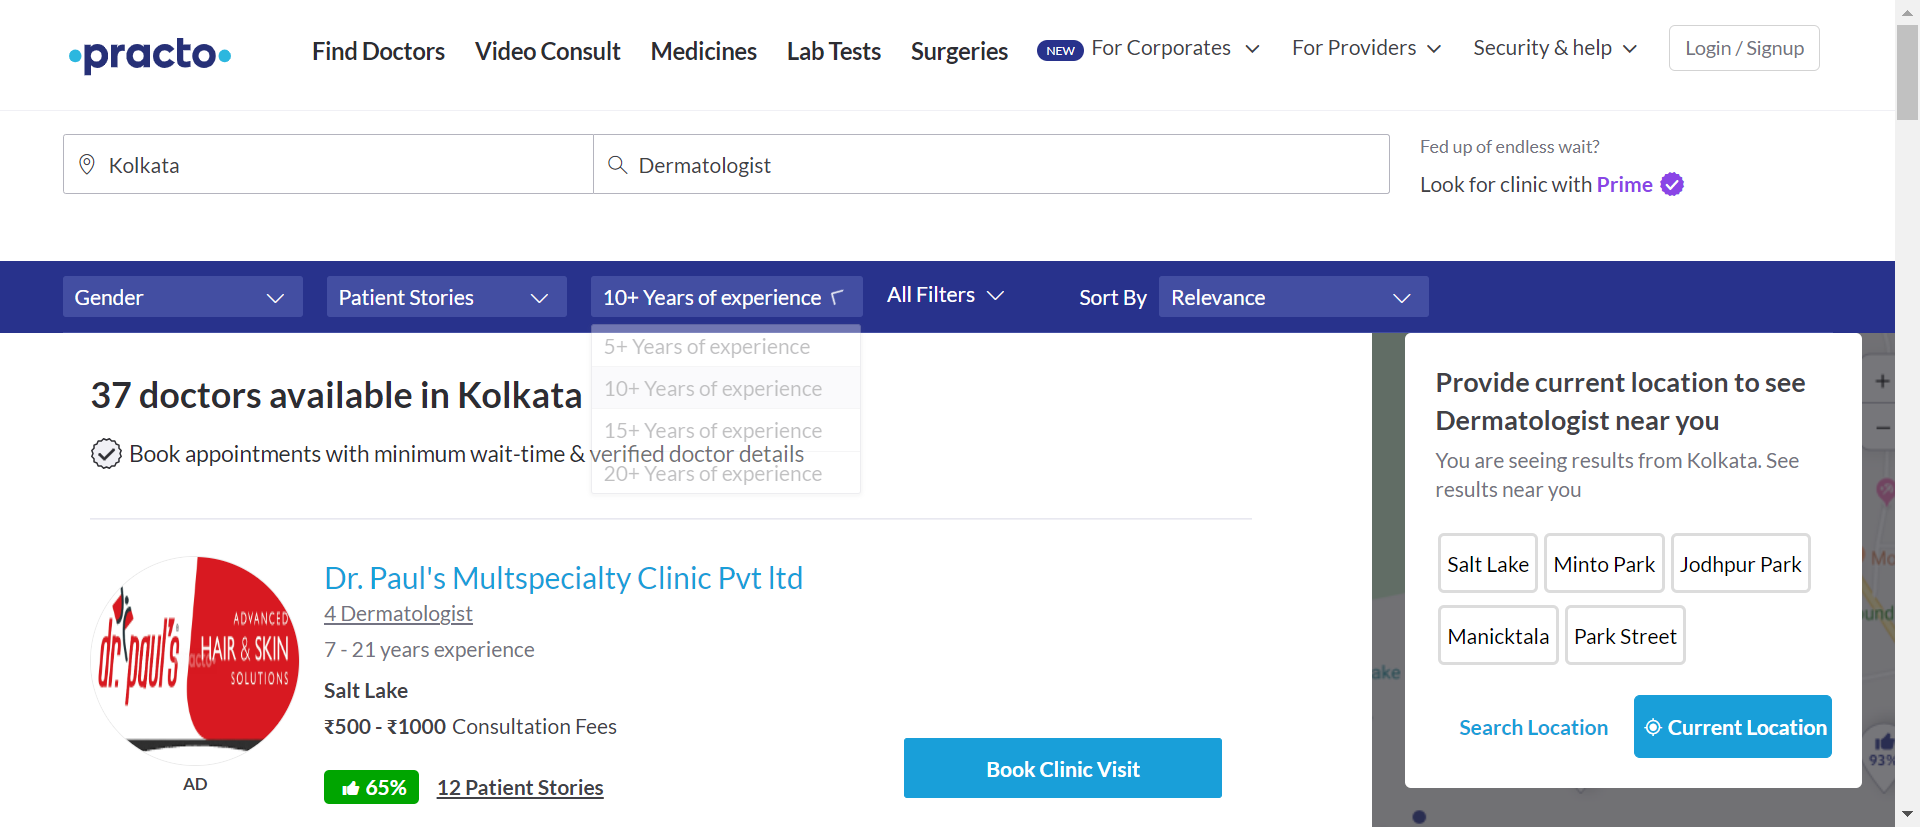 practo
Find Doctors
Video Consult
Medicines
Lab Tests
Surgeries
NEW
For Corporates
For Providers
Security & help
Login / Signup
Kolkata
Dermatologist
Fed up of endless wait?
Look for clinic with Prime
Gender
Patient Stories
10+ Years of experience
All Filters
Sort By
Relevance
5+ Years of experience
10+ Years of experience
15+ Years of experience
20+ Years of experience
37 doctors available in Kolkata
Book appointments with minimum wait-time & verified doctor details
dr. paul's
ADVANCED
HAIR & SKIN
SOLUTIONS
AD
Dr. Paul's Multspecialty Clinic Pvt ltd
4 Dermatologist
7 - 21 years experience
Salt Lake
₹500 - ₹1000 Consultation Fees
65%
12 Patient Stories
Book Clinic Visit
Provide current location to see
Dermatologist near you
You are seeing results from Kolkata. See
results near you
Salt Lake
Minto Park
Jodhpur Park
Manicktala
Park Street
Search Location
Current Location
+
−
93%